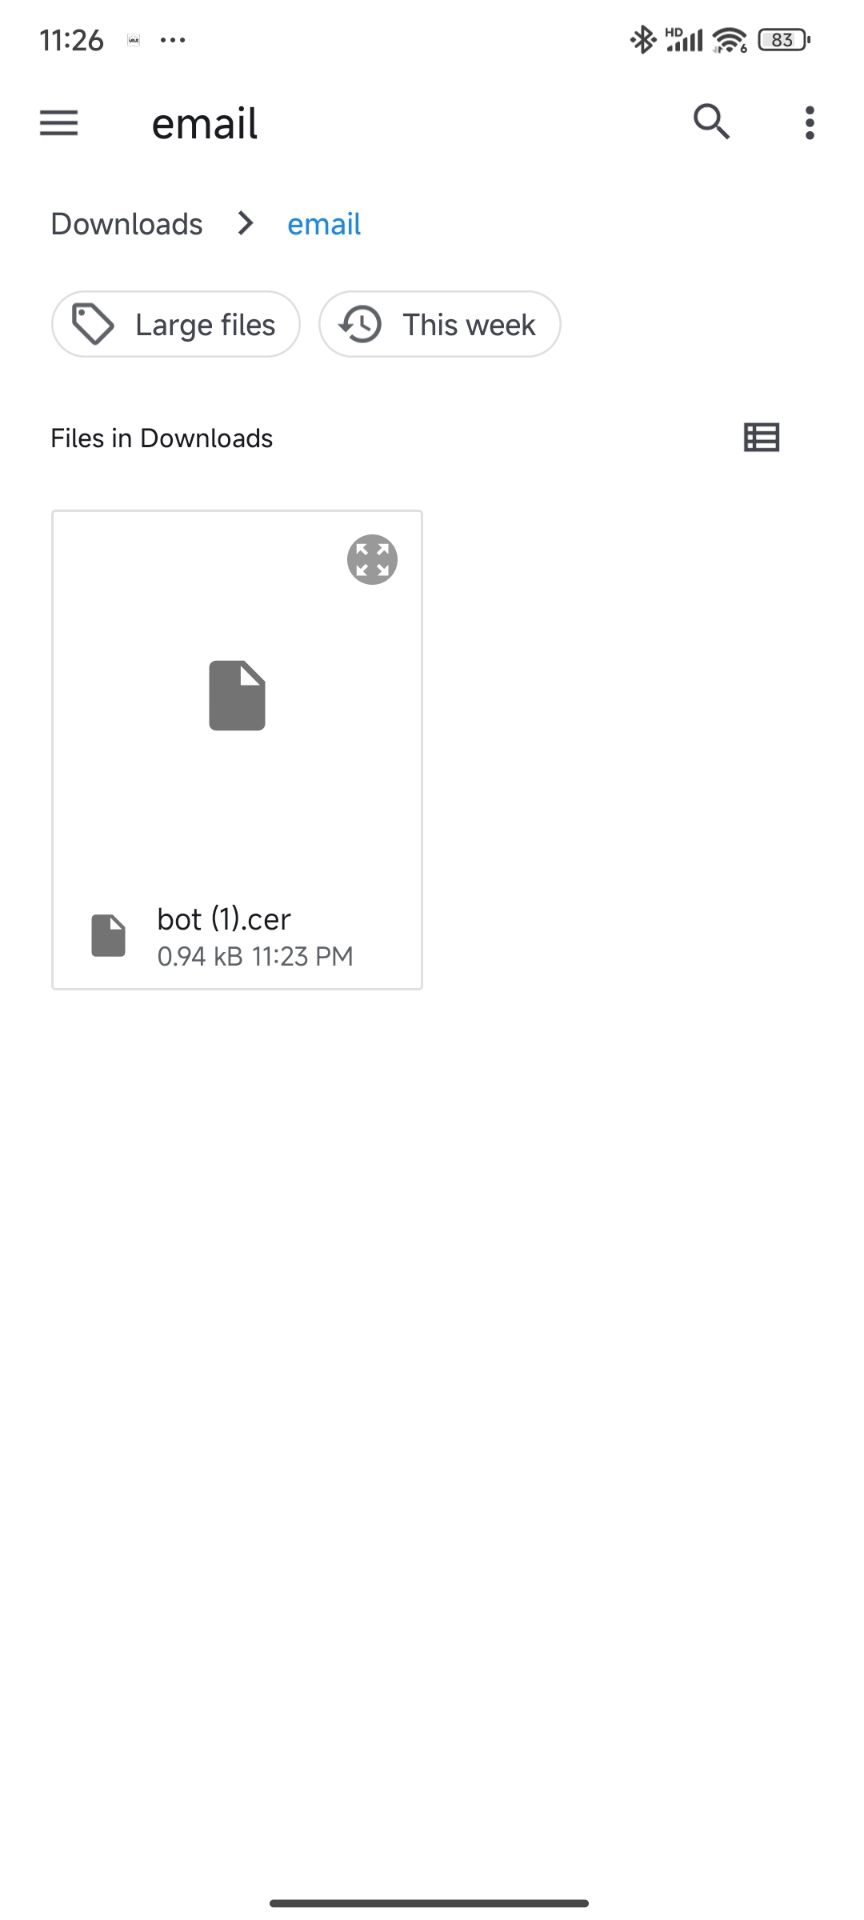 11:26 ... HD 6 83
email
Downloads > email
Large files This week
Files in Downloads
bot (1).cer
0.94 kB 11:23 PM